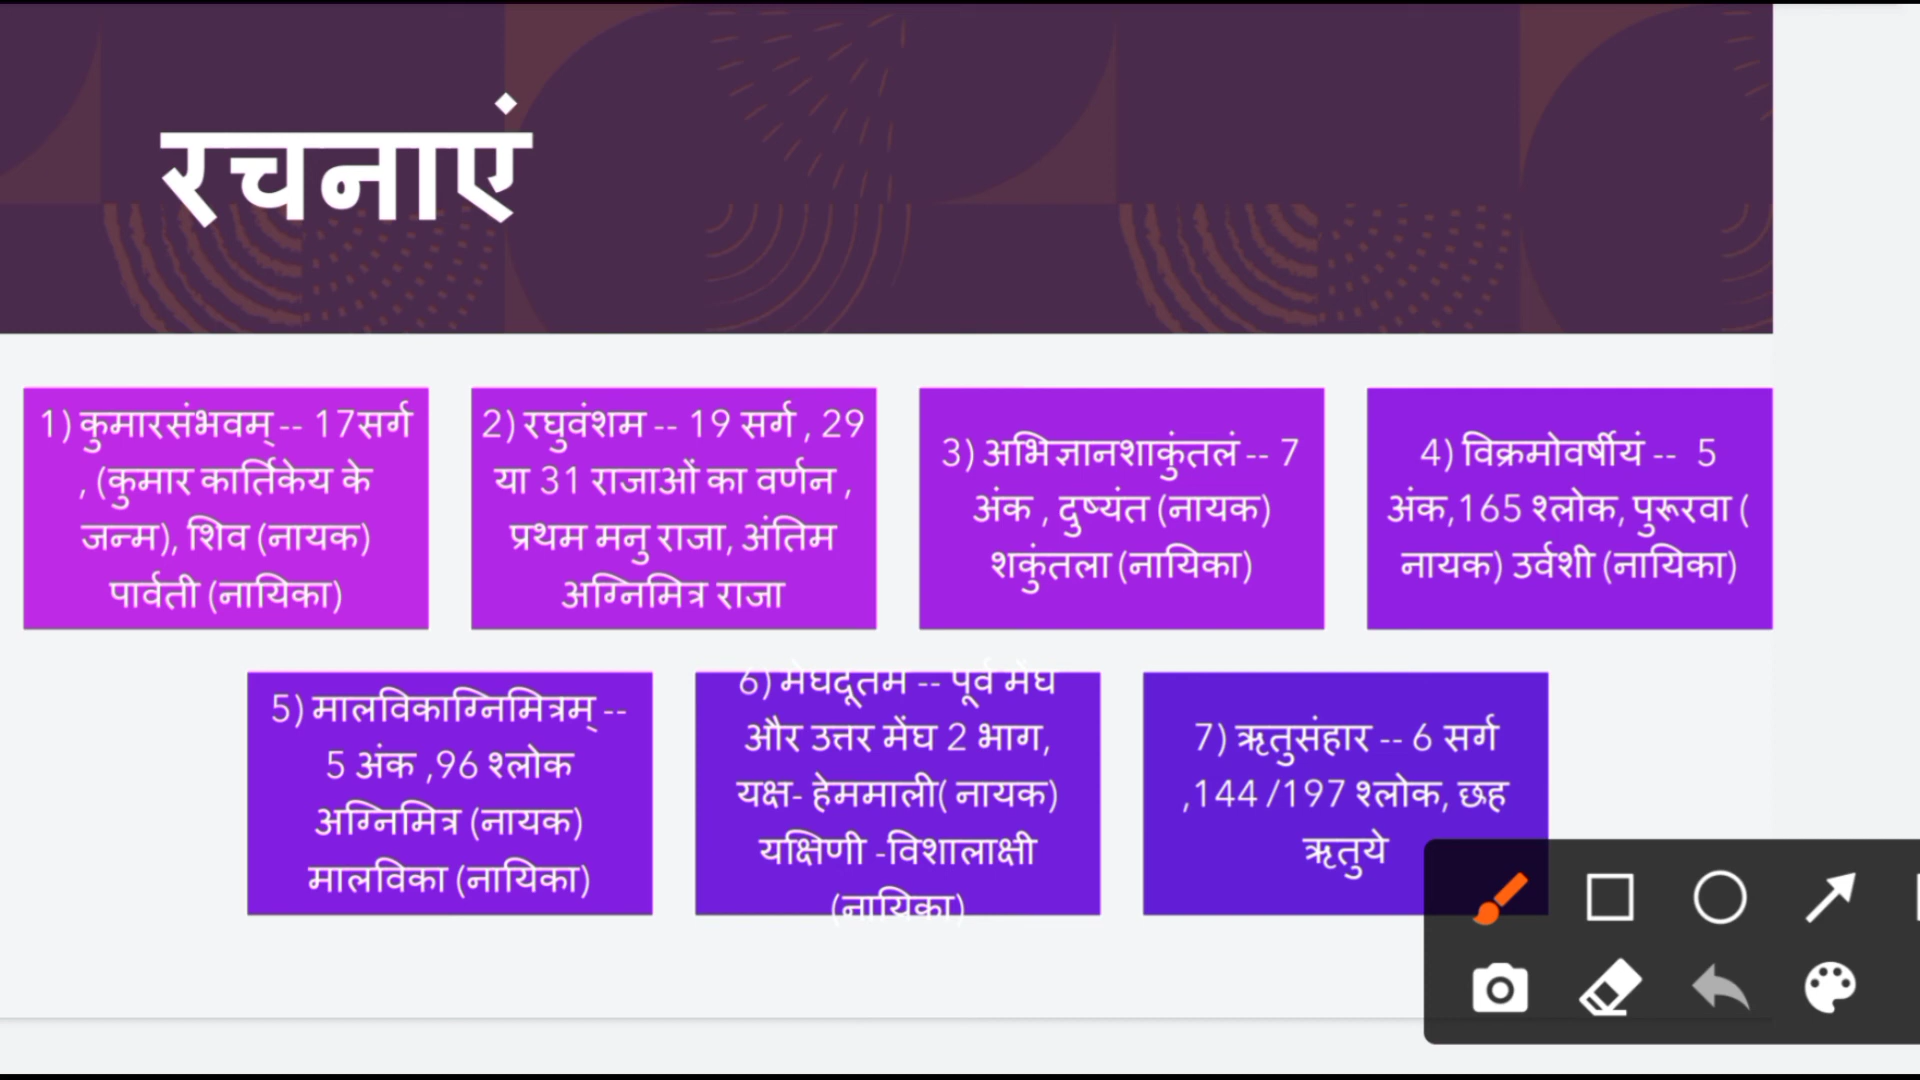 रचनाएं
1) कुमारसंभवम् -- 17सर्ग
, (कुमार कार्तिकेय के
जन्म), शिव (नायक)
पार्वती (नायिका)
2) रघुवंशम -- 19 सर्ग , 29
या 31 राजाओं का वर्णन ,
प्रथम मनु राजा, अंतिम
अग्निमित्र राजा
3) अभिज्ञानशाकुंतलं -- 7
अंक , दुष्यंत (नायक)
शकुंतला (नायिका)
4) विक्रमोवर्षीयं -- 5
अंक,165 श्लोक, पुरूरवा (
नायक) उर्वशी (नायिका)
5) मालविकाग्निमित्रम् --
5 अंक ,96 श्लोक
अग्निमित्र (नायक)
मालविका (नायिका)
6) मेघदूतम -- पूर्व मेंघ
और उत्तर मेंघ 2 भाग,
यक्ष- हेममाली( नायक)
यक्षिणी -विशालाक्षी
(नायिका)
7) ऋतुसंहार -- 6 सर्ग
,144 /197 श्लोक, छह
ऋतुये